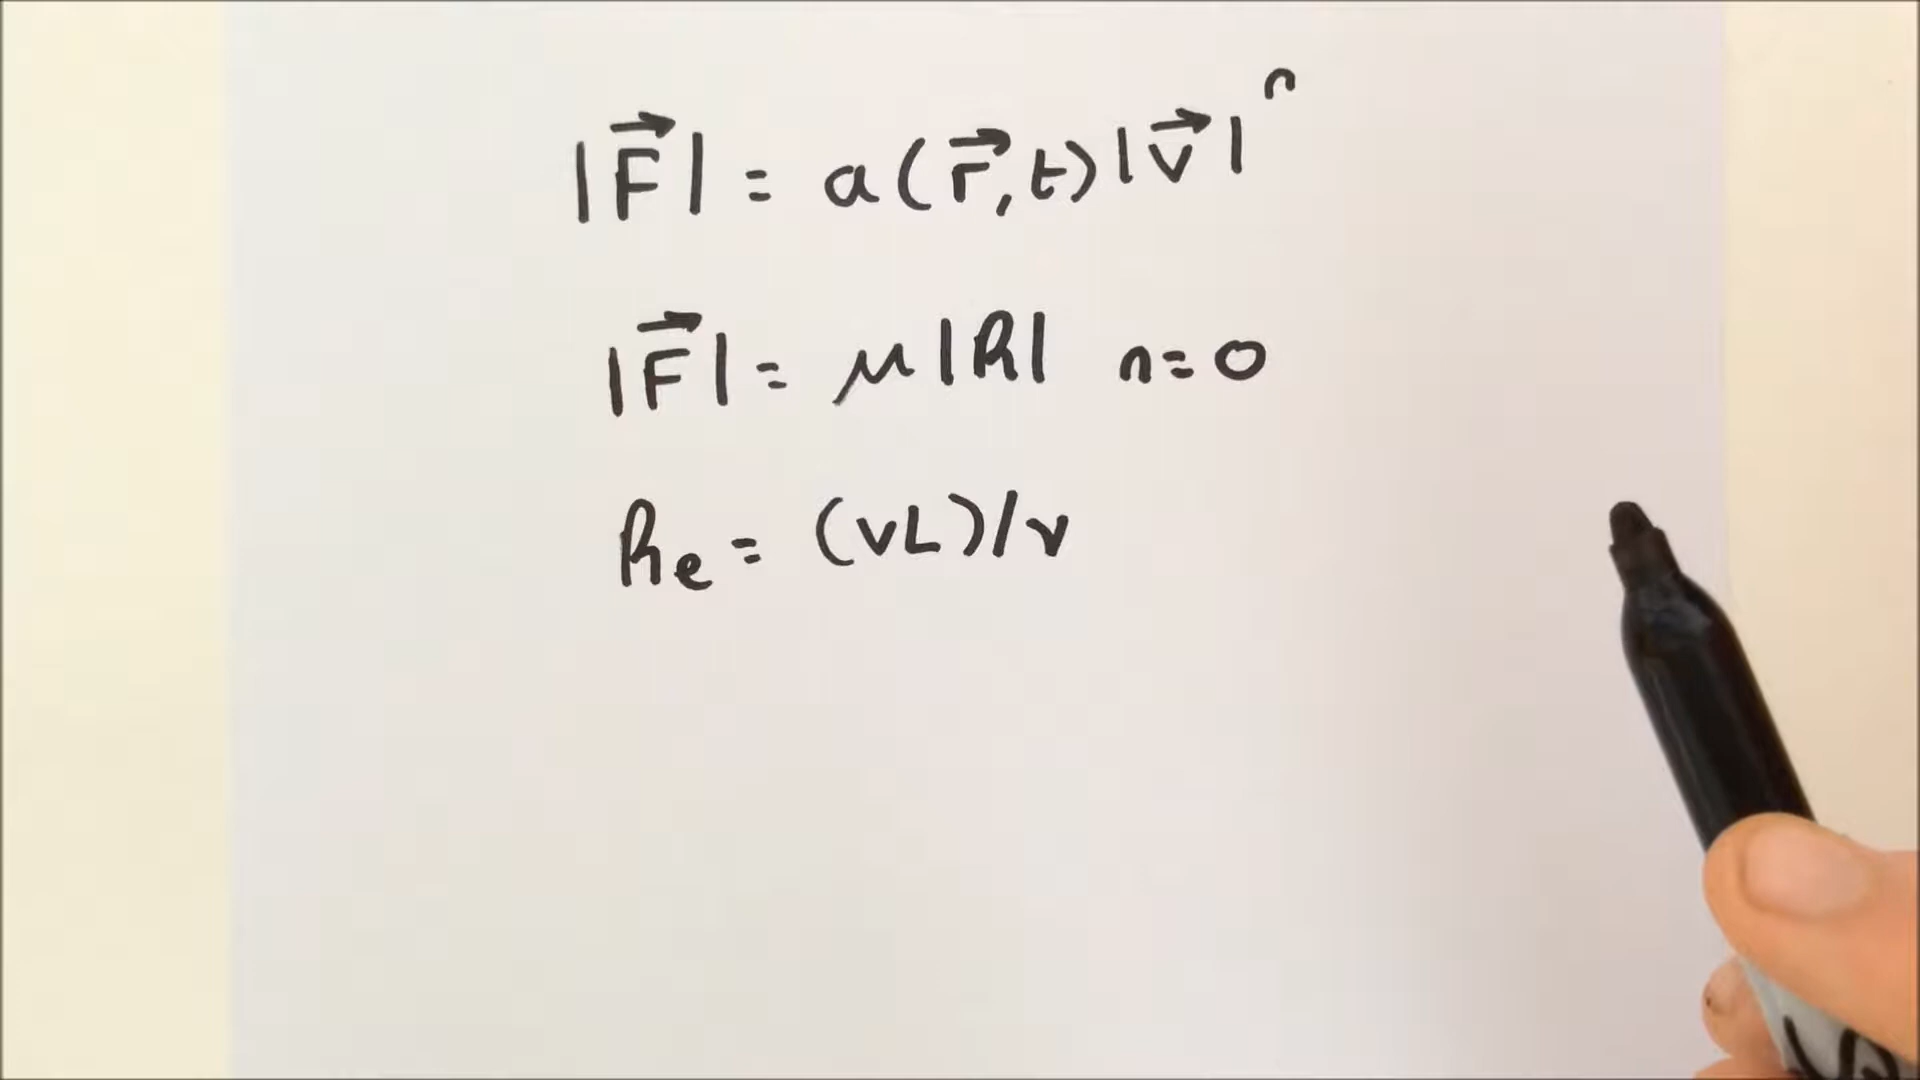 |F⃗| = a(r⃗,t)|v⃗|ⁿ
|F⃗| = μ|R| n=0
Rₑ = (vL)/ν